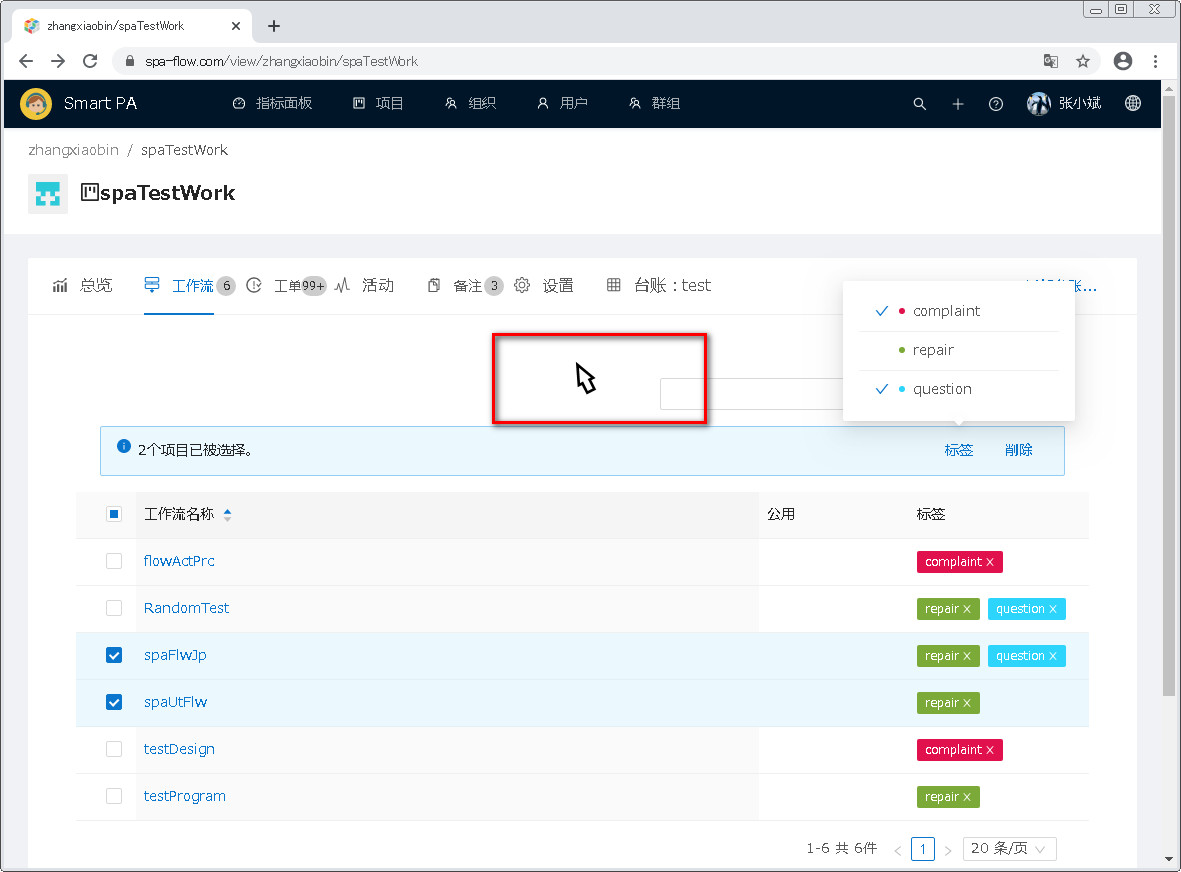 zhangxiaobin/spaTestWork
spa-flow.com/view/zhangxiaobin/spaTestWork
Smart PA 指标面板 项目 组织 用户 群组 张小斌
zhangxiaobin / spaTestWork
spaTestWork
总览 工作流 6 工单 99+ 活动 备注 3 设置 台账：test
complaint
repair
question
2个项目已被选择。 标签 削除
工作流名称 公用 标签
flowActPrc complaint
RandomTest repair question
spaFlwJp repair question
spaUtFlw repair
testDesign complaint
testProgram repair
1-6 共 6件 1 20 条/页